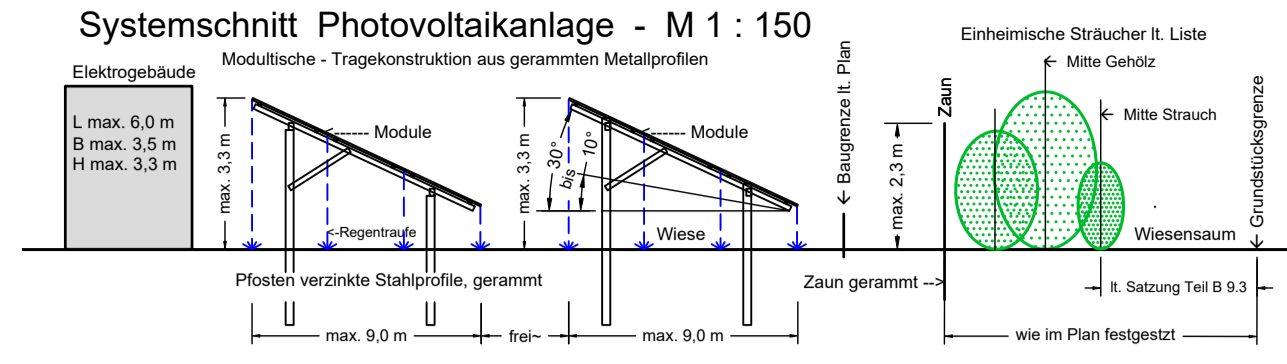 Systemschnitt Photovoltaikanlage - M 1 : 150
Modultische - Tragekonstruktion aus gerammten Metallprofilen
Elektrogebäude
L max. 6,0 m
B max. 3,5 m
H max. 3,3 m
max. 3,3 m
<------ Module
<-Regentraufe
max. 3,3 m
30°
bis
10°
<------ Module
Wiese
Pfosten verzinkte Stahlprofile, gerammt
max. 9,0 m
frei~
max. 9,0 m
Baugrenze lt. Plan
Zaun
max. 2,3 m
Zaun gerammt -->
Einheimische Sträucher lt. Liste
Mitte Gehölz
Mitte Strauch
Wiesensaum
Grundstücksgrenze
lt. Satzung Teil B 9.3
wie im Plan festgestzt